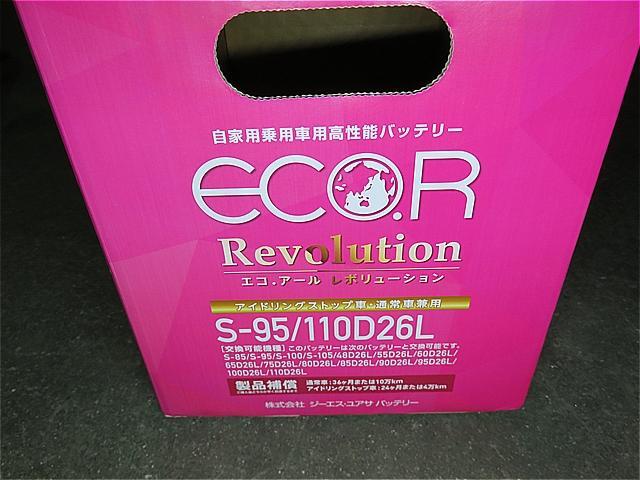 自家用乗用車用高性能バッテリー
ECO.R
Revolution
エコ.アール レボリューション
アイドリングストップ車・通常車兼用
S-95/110D26L
[交換可能機種] このバッテリーは次のバッテリーと交換可能です。
S-85/S-95/S-100/S-105/48D26L/55D26L/60D26L/
65D26L/75D26L/80D26L/85D26L/90D26L/95D26L/
100D26L/110D26L
製品補償
通常車:36ヶ月または10万km
アイドリングストップ車:24ヶ月または4万km
株式会社 ジーエス・ユアサ バッテリー